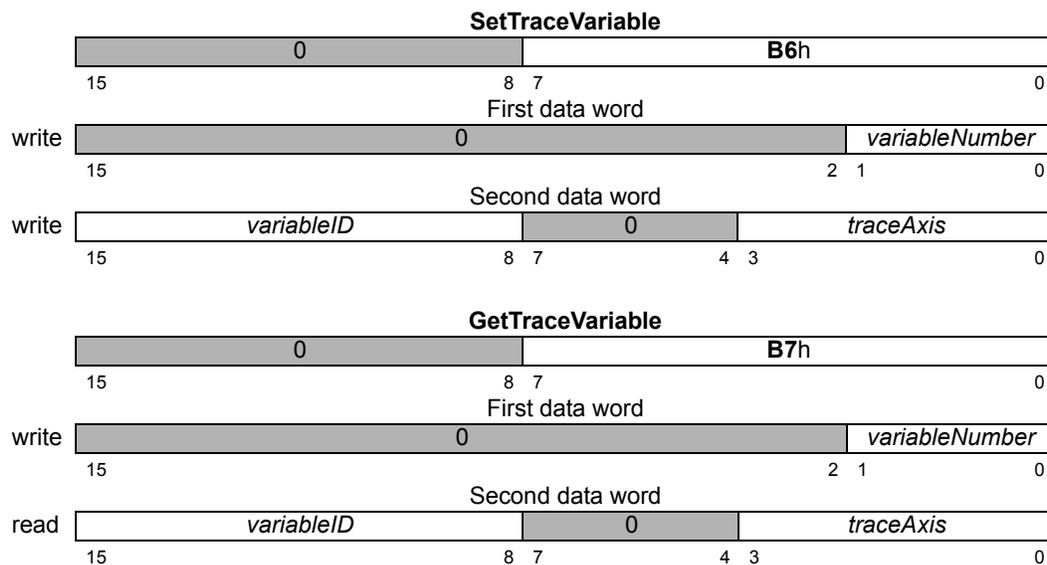 SetTraceVariable
0 B6h
15 8 7 0
First data word
write 0 variableNumber
15 2 1 0
Second data word
write variableID 0 traceAxis
15 8 7 4 3 0
GetTraceVariable
0 B7h
15 8 7 0
First data word
write 0 variableNumber
15 2 1 0
Second data word
read variableID 0 traceAxis
15 8 7 4 3 0